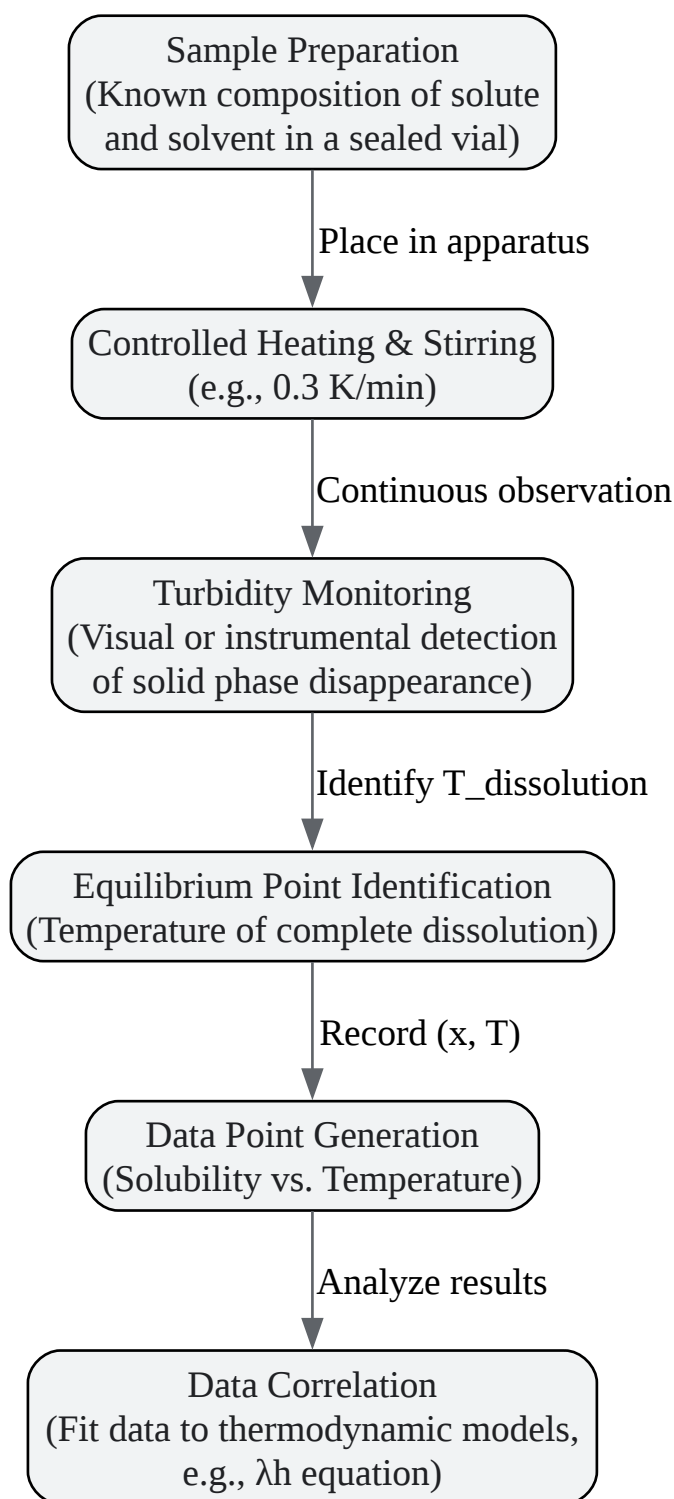 Sample Preparation
(Known composition of solute
and solvent in a sealed vial)
Place in apparatus
Controlled Heating & Stirring
(e.g., 0.3 K/min)
Continuous observation
Turbidity Monitoring
(Visual or instrumental detection
of solid phase disappearance)
Identify T_dissolution
Equilibrium Point Identification
(Temperature of complete dissolution)
Record (x, T)
Data Point Generation
(Solubility vs. Temperature)
Analyze results
Data Correlation
(Fit data to thermodynamic models,
e.g., λh equation)